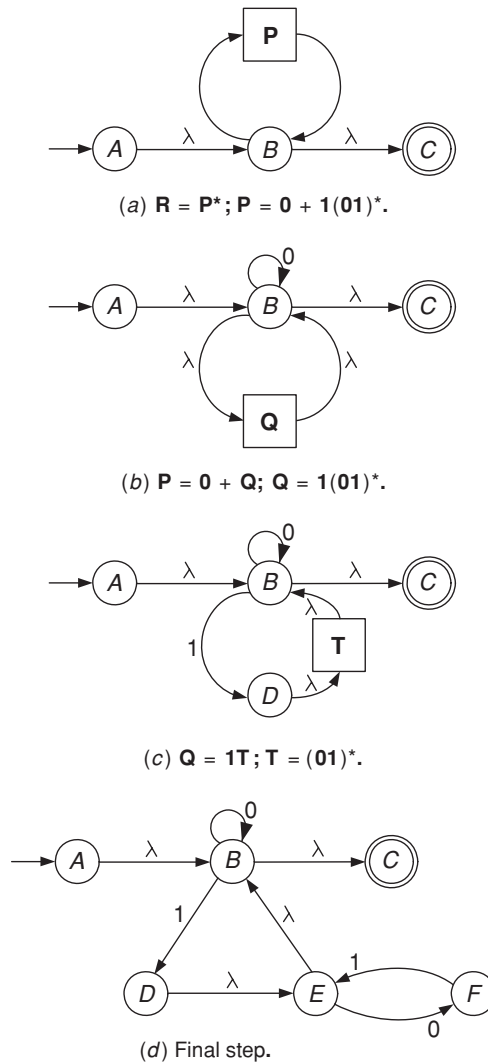 P
A λ B λ C
(a) R = P*; P = 0 + 1(01)*.
0
A λ B λ C
λ λ
Q
(b) P = 0 + Q; Q = 1(01)*.
0
A λ B λ C
λ
1 T
D λ
(c) Q = 1T; T = (01)*.
0
A λ B λ C
1 λ
1
D λ E F
0
(d) Final step.